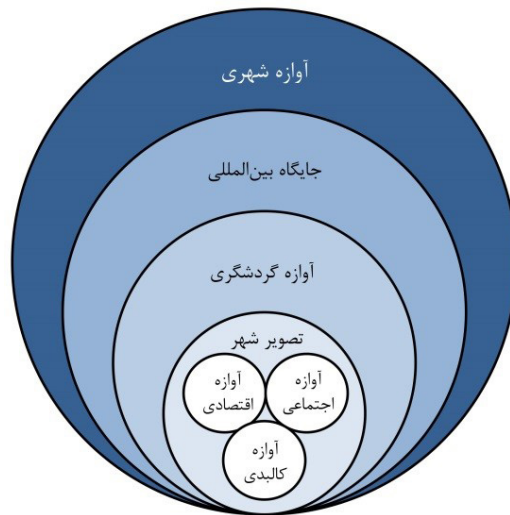 آوازه شهری
جایگاه بین‌المللی
آوازه گردشگری
تصویر شهر
آوازه
اجتماعی
آوازه
اقتصادی
آوازه
کالبدی